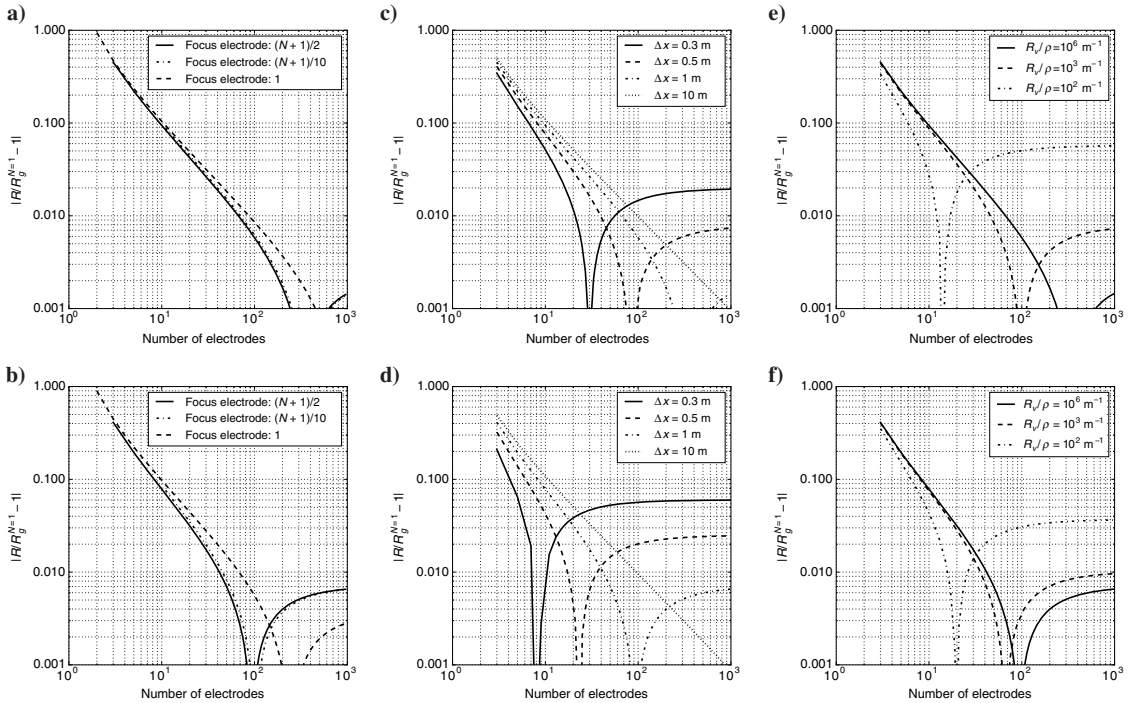 a)
1.000
0.100
0.010
0.001
10^0
10^1
10^2
10^3
|R/R_g^{N=1} − 1|
Number of electrodes
Focus electrode: (N + 1)/2
Focus electrode: (N + 1)/10
Focus electrode: 1
c)
1.000
0.100
0.010
0.001
10^0
10^1
10^2
10^3
|R/R_g^{N=1} − 1|
Number of electrodes
Δx = 0.3 m
Δx = 0.5 m
Δx = 1 m
Δx = 10 m
e)
1.000
0.100
0.010
0.001
10^0
10^1
10^2
10^3
|R/R_g^{N=1} − 1|
Number of electrodes
R_v/ρ = 10^6 m^−1
R_v/ρ = 10^3 m^−1
R_v/ρ = 10^2 m^−1
b)
1.000
0.100
0.010
0.001
10^0
10^1
10^2
10^3
|R/R_g^{N=1} − 1|
Number of electrodes
Focus electrode: (N + 1)/2
Focus electrode: (N + 1)/10
Focus electrode: 1
d)
1.000
0.100
0.010
0.001
10^0
10^1
10^2
10^3
|R/R_g^{N=1} − 1|
Number of electrodes
Δx = 0.3 m
Δx = 0.5 m
Δx = 1 m
Δx = 10 m
f)
1.000
0.100
0.010
0.001
10^0
10^1
10^2
10^3
|R/R_g^{N=1} − 1|
Number of electrodes
R_v/ρ = 10^6 m^−1
R_v/ρ = 10^3 m^−1
R_v/ρ = 10^2 m^−1